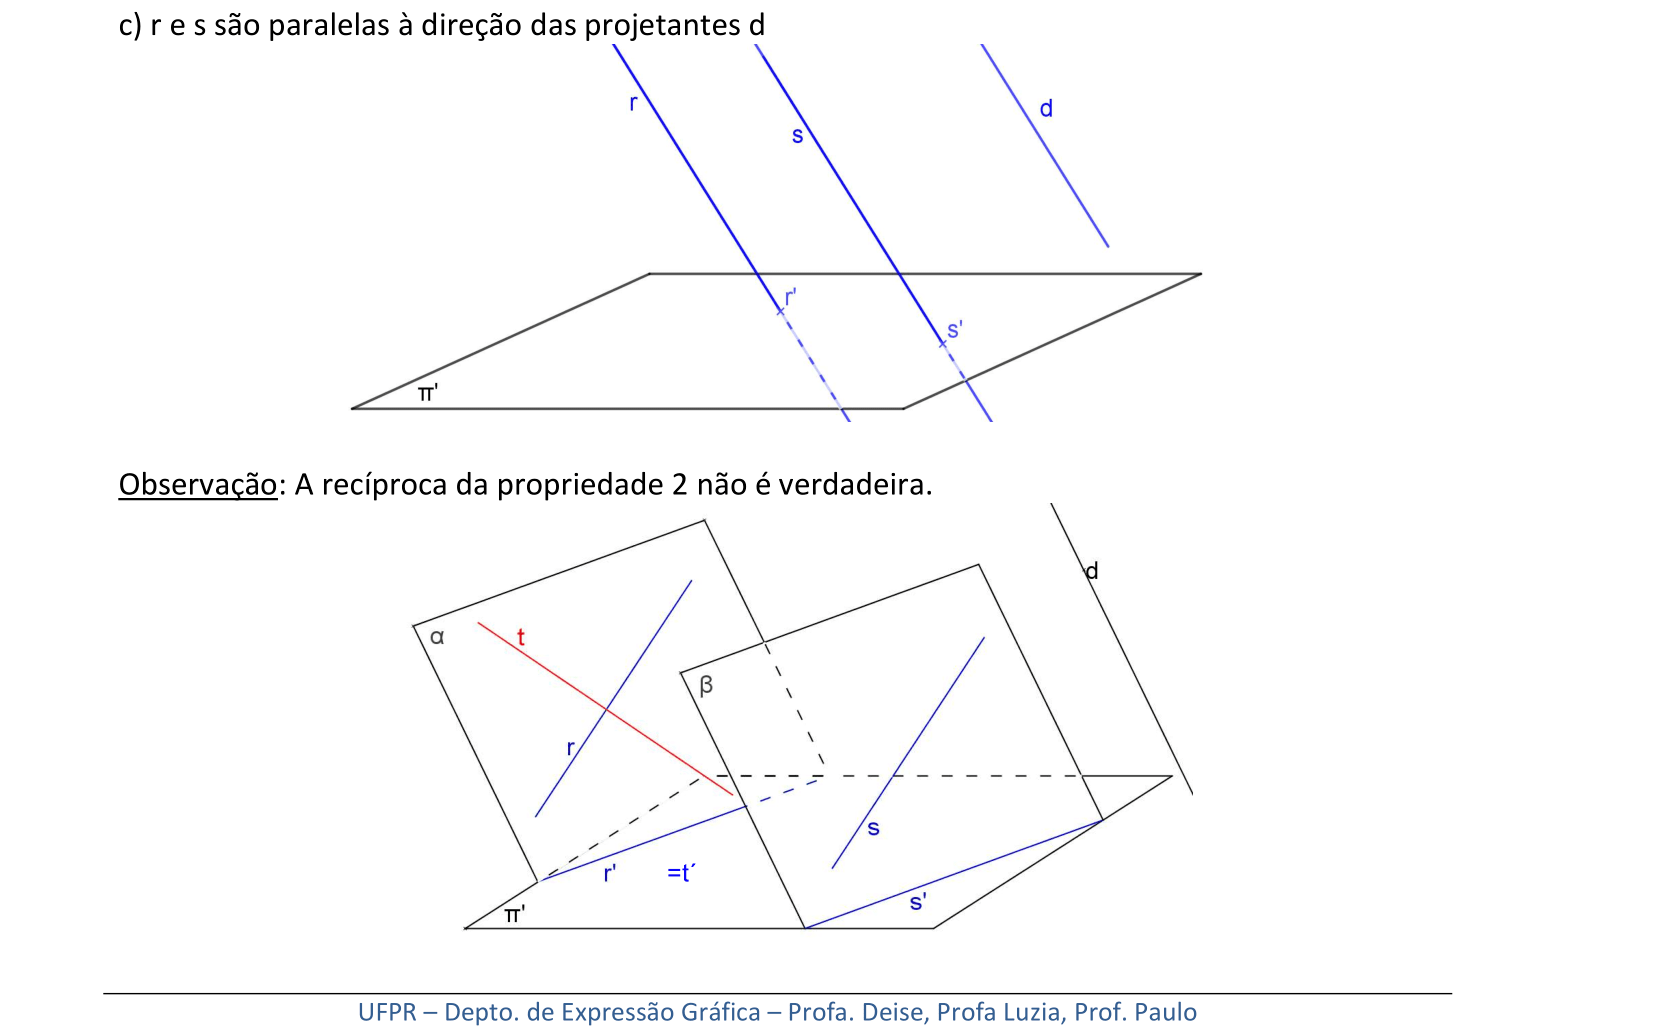 c) r e s são paralelas à direção das projetantes d
r
s
d
r'
s'
π'
Observação: A recíproca da propriedade 2 não é verdadeira.
d
α
t
β
r
s
r' =t´
s'
π'
UFPR – Depto. de Expressão Gráfica – Profa. Deise, Profa Luzia, Prof. Paulo